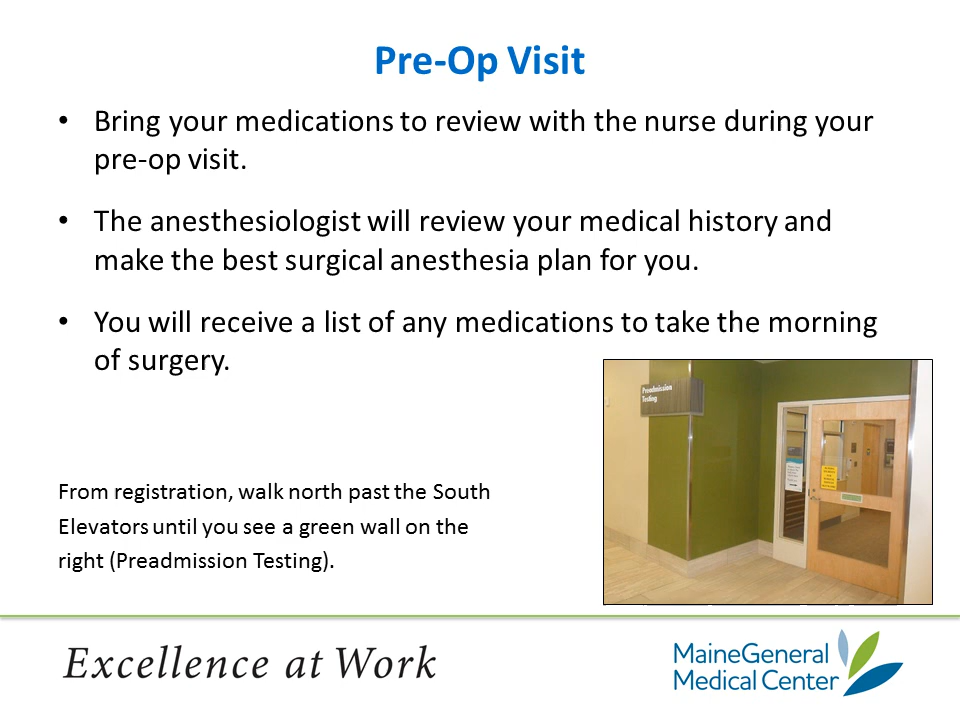 Pre-Op Visit
• Bring your medications to review with the nurse during your
pre-op visit.
• The anesthesiologist will review your medical history and
make the best surgical anesthesia plan for you.
• You will receive a list of any medications to take the morning
of surgery.
Preadmission
Testing
From registration, walk north past the South
Elevators until you see a green wall on the
right (Preadmission Testing).
Excellence at Work
MaineGeneral
Medical Center